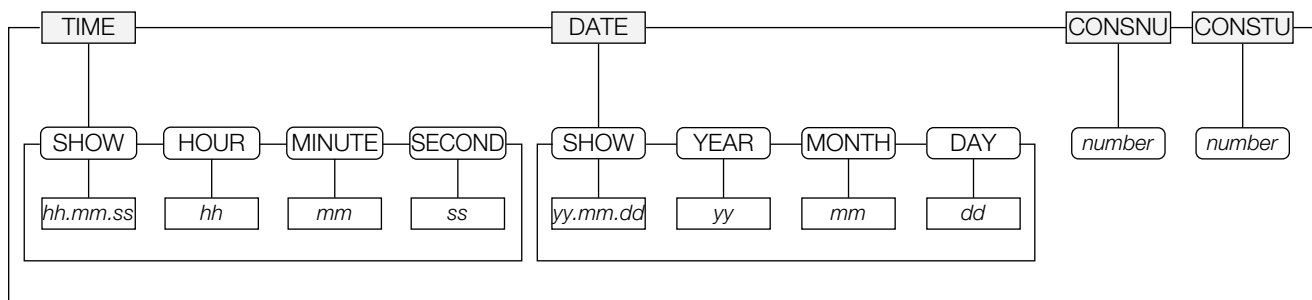 TIME DATE CONSNU CONSTU
SHOW HOUR MINUTE SECOND SHOW YEAR MONTH DAY number number
hh.mm.ss hh mm ss yy.mm.dd yy mm dd